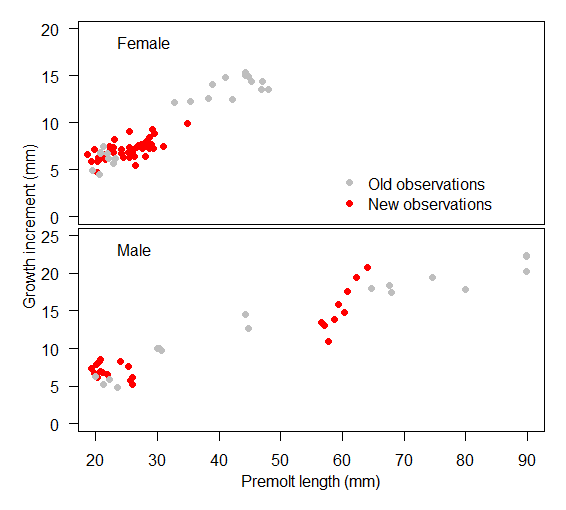 20
Female
15
10
5
0
Old observations
New observations
Growth increment (mm)
25
Male
20
15
10
5
0
20 30 40 50 60 70 80 90
Premolt length (mm)